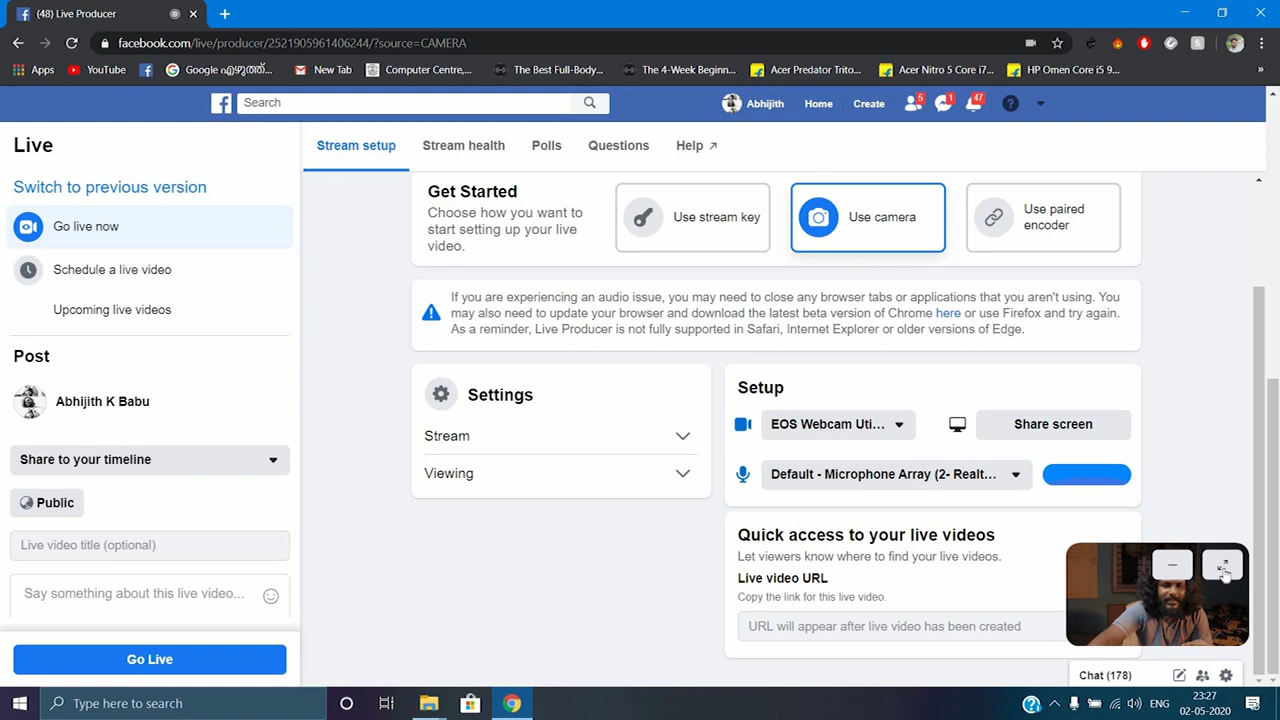 (48) Live Producer
facebook.com/live/producer/2521905961406244/?source=CAMERA
Apps
YouTube
Google എഴുത്ത്...
New Tab
Computer Centre,...
The Best Full-Body...
The 4-Week Beginn...
Acer Predator Trito...
Acer Nitro 5 Core i7...
HP Omen Core i5 9...
»
Search
Abhijith
Home
Create
5
1
47
Live
Switch to previous version
Go live now
Schedule a live video
Upcoming live videos
Post
Abhijith K Babu
Share to your timeline
Public
Live video title (optional)
Say something about this live video...
Go Live
Stream setup
Stream health
Polls
Questions
Help
Get Started
Choose how you want to
start setting up your live
video.
Use stream key
Use camera
Use paired
encoder
If you are experiencing an audio issue, you may need to close any browser tabs or applications that you aren't using. You
may also need to update your browser and download the latest beta version of Chrome here or use Firefox and try again.
As a reminder, Live Producer is not fully supported in Safari, Internet Explorer or older versions of Edge.
Settings
Stream
Viewing
Setup
EOS Webcam Uti...
Share screen
Default - Microphone Array (2- Realt...
Quick access to your live videos
Let viewers know where to find your live videos.
Live video URL
Copy the link for this live video.
URL will appear after live video has been created
Chat (178)
Type here to search
ENG
23:27
02-05-2020